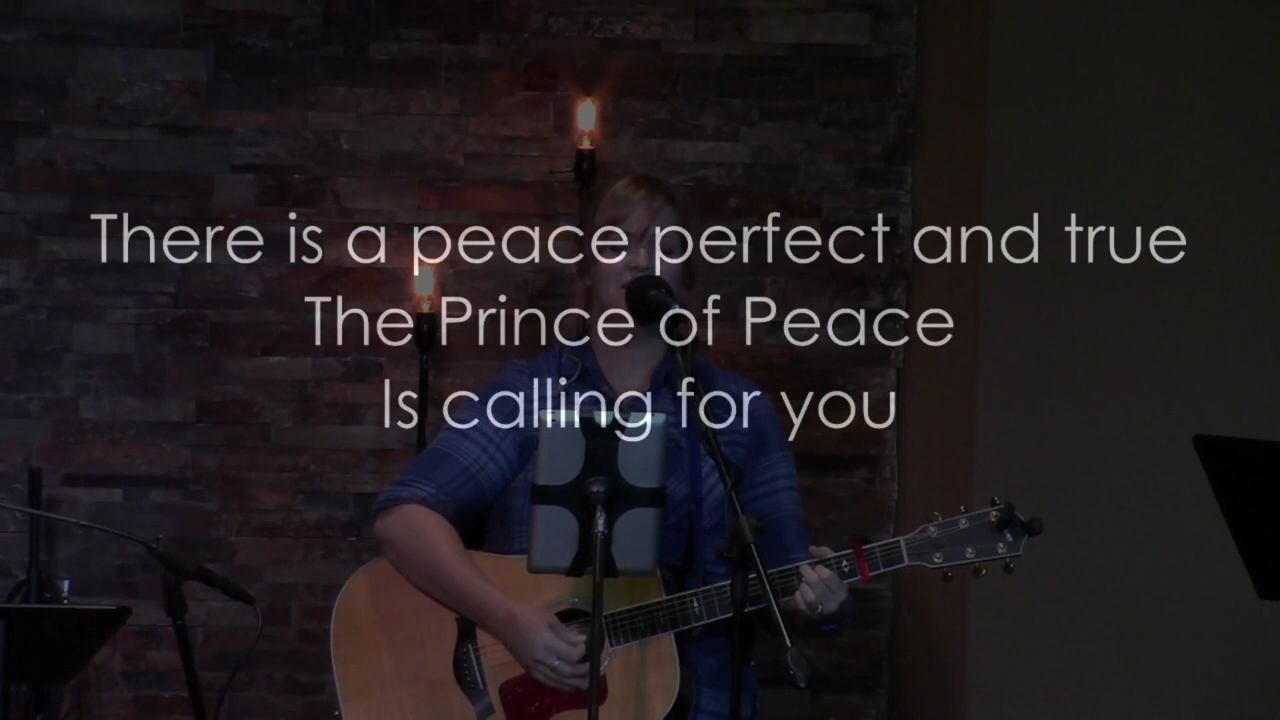 There is a peace perfect and true
The Prince of Peace
Is calling for you